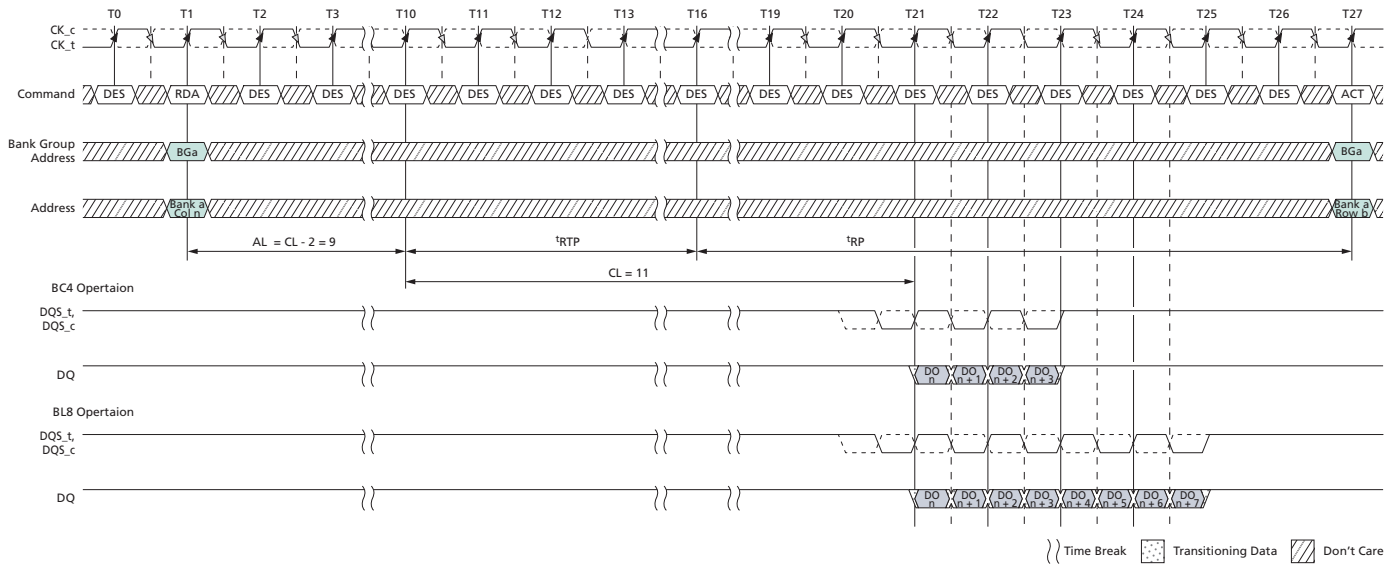 T0 T1 T2 T3 T10 T11 T12 T13 T16 T19 T20 T21 T22 T23 T24 T25 T26 T27
CK_c
CK_t
Command DES RDA DES DES DES DES DES DES DES DES DES DES DES DES DES DES DES ACT
Bank Group
Address BGa BGa
Address Bank a
Col n Bank a
Row b
AL = CL - 2 = 9 tRTP tRP
CL = 11
BC4 Opertaion
DQS_t,
DQS_c
DQ DO
n DO
n + 1 DO
n + 2 DO
n + 3
BL8 Opertaion
DQS_t,
DQS_c
DQ DO
n DO
n + 1 DO
n + 2 DO
n + 3 DO
n + 4 DO
n + 5 DO
n + 6 DO
n + 7
Time Break Transitioning Data Don't Care